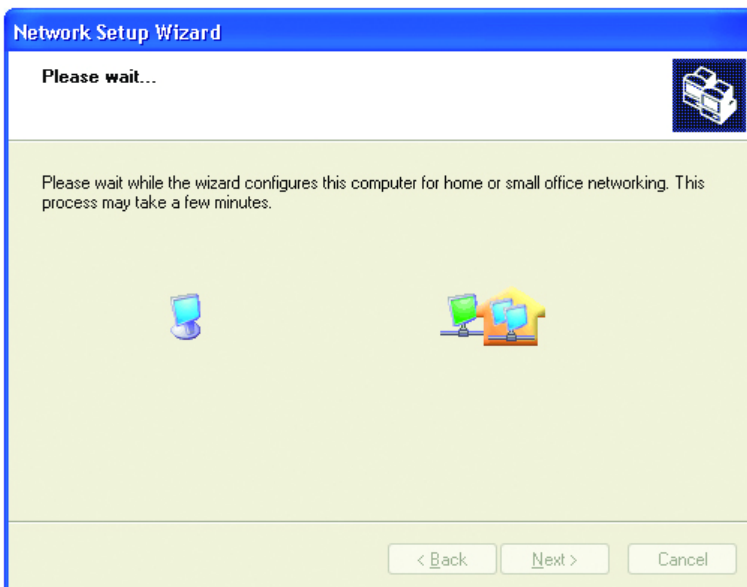 Network Setup Wizard
Please wait...
Please wait while the wizard configures this computer for home or small office networking. This
process may take a few minutes.
< Back Next > Cancel